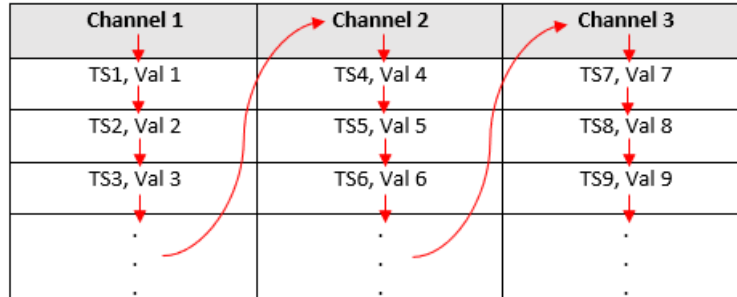 Channel 1 Channel 2 Channel 3
TS1, Val 1 TS4, Val 4 TS7, Val 7
TS2, Val 2 TS5, Val 5 TS8, Val 8
TS3, Val 3 TS6, Val 6 TS9, Val 9
. . .
. . .
. . .